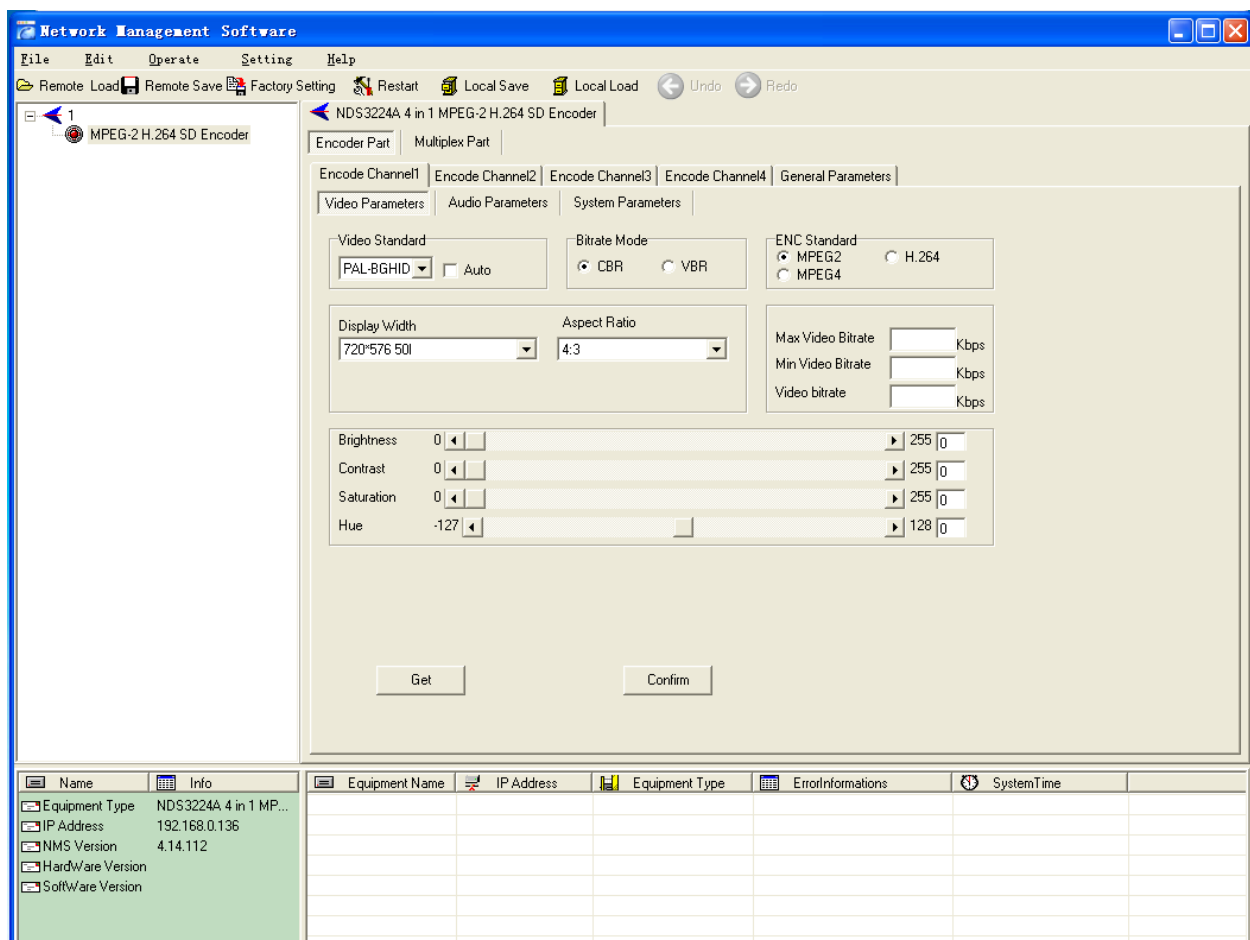 Network Management Software
File Edit Operate Setting Help
Remote Load Remote Save Factory Setting Restart Local Save Local Load Undo Redo
1
MPEG-2 H.264 SD Encoder
NDS3224A 4 in 1 MPEG-2 H.264 SD Encoder
Encoder Part Multiplex Part
Encode Channel1 Encode Channel2 Encode Channel3 Encode Channel4 General Parameters
Video Parameters Audio Parameters System Parameters
Video Standard Bitrate Mode ENC Standard
PAL-BGHID Auto CBR VBR MPEG2 H.264
MPEG4
Display Width Aspect Ratio
720*576 50I 4:3
Max Video Bitrate Kbps
Min Video Bitrate Kbps
Video bitrate Kbps
Brightness 0 255 0
Contrast 0 255 0
Saturation 0 255 0
Hue -127 128 0
Get Confirm
Name Info
Equipment Type NDS3224A 4 in 1 MP...
IP Address 192.168.0.136
NMS Version 4.14.112
HardWare Version
SoftWare Version
Equipment Name IP Address Equipment Type ErrorInformations SystemTime